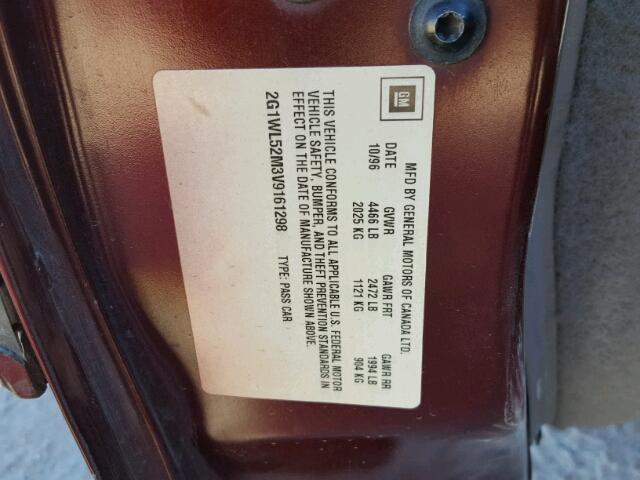 GM
MFD BY GENERAL MOTORS OF CANADA LTD.
DATE GVWR GAWR FRT GAWR RR
10/96 4466 LB 2472 LB 1994 LB
2025 KG 1121 KG 904 KG
THIS VEHICLE CONFORMS TO ALL APPLICABLE U.S. FEDERAL MOTOR
VEHICLE SAFETY, BUMPER, AND THEFT PREVENTION STANDARDS IN
EFFECT ON THE DATE OF MANUFACTURE SHOWN ABOVE.
2G1WL52M3V9161298 TYPE: PASS CAR